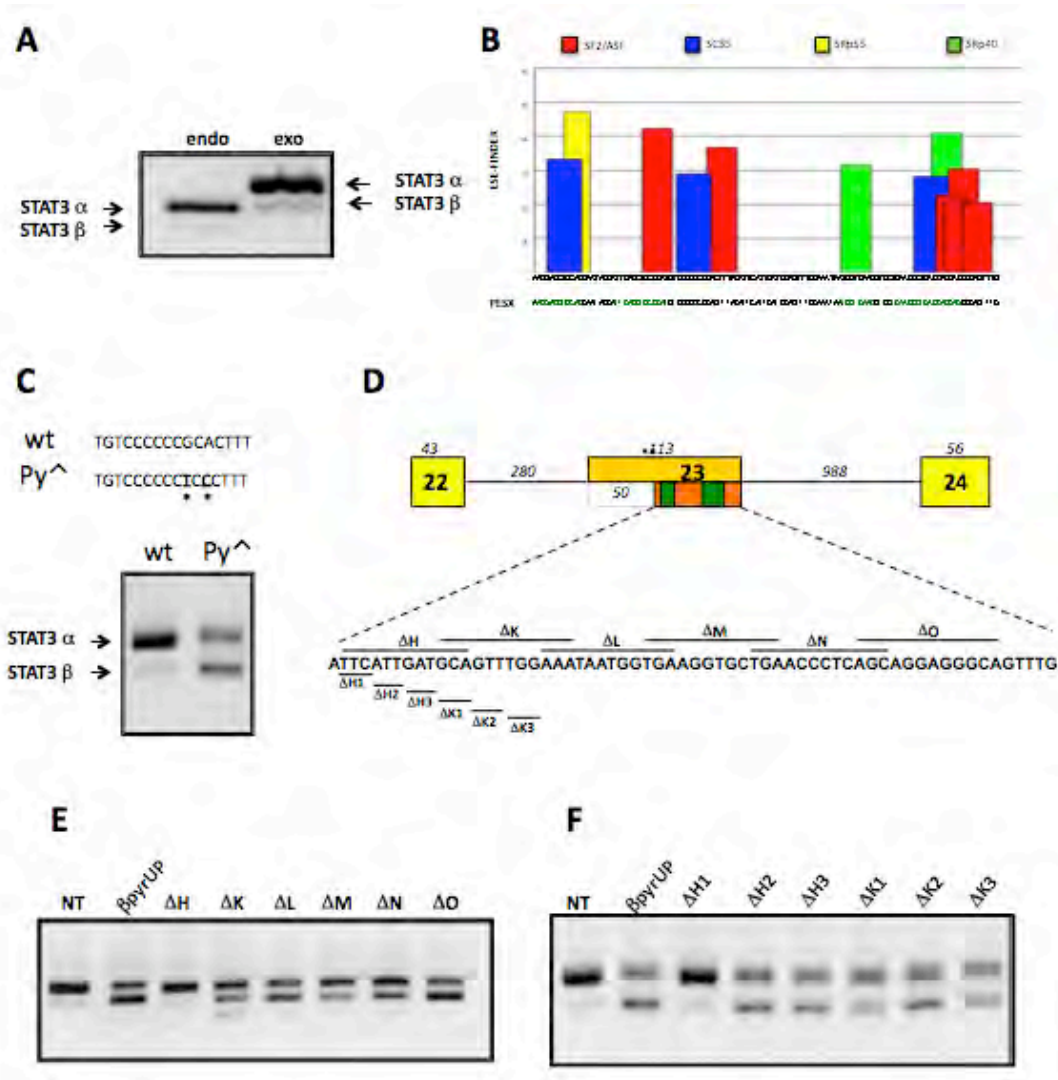 A
endo exo
STAT3 α
STAT3 β
STAT3 α
STAT3 β
B
SF2/ASF
SC35
SRp55
SRp40
ESE-FINDEX
PESX
C
wt TGTCCCCCCGCACTTT
Py^ TGTCCCCCCTCCCTTT
wt Py^
STAT3 α
STAT3 β
D
43 113 56
22 280 23 988 24
50
ΔH ΔK ΔL ΔM ΔN ΔO
ATTCATTGATGCAGTTTGGAAATAATGGTGAAGGTGCTGAACCCTCAGCAGGAGGGCAGTTTG
ΔH1
ΔH2
ΔH3
ΔK1
ΔK2
ΔK3
E
NT βpyrUP ΔH ΔK ΔL ΔM ΔN ΔO
F
NT βpyrUP ΔH1 ΔH2 ΔH3 ΔK1 ΔK2 ΔK3